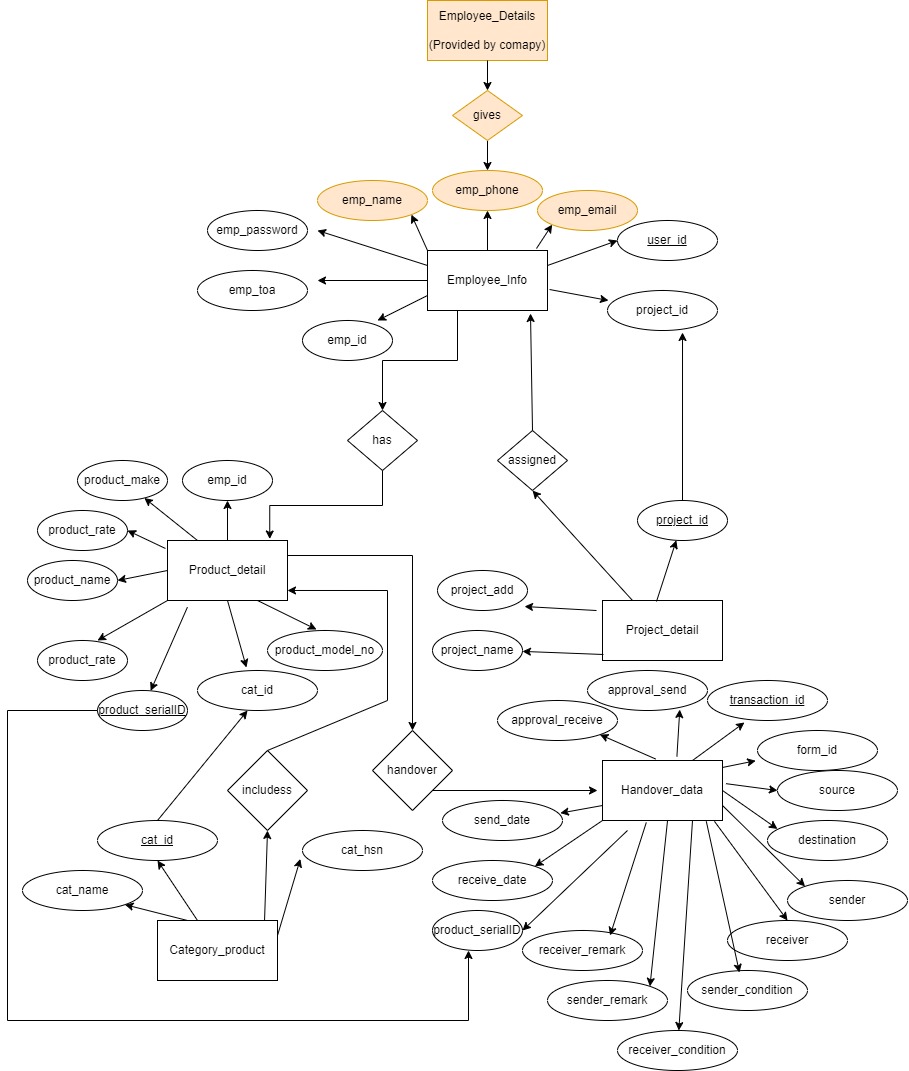 Employee_Details
(Provided by comapy)
gives
emp_phone
emp_name
emp_email
emp_password
user_id
Employee_Info
emp_toa
project_id
emp_id
has
assigned
product_make
emp_id
product_rate
project_id
Product_detail
product_name
project_add
Project_detail
product_rate
product_model_no
project_name
cat_id
approval_send
product_serialID
transaction_id
approval_receive
form_id
handover
includess
Handover_data
source
send_date
cat_id
destination
cat_hsn
receive_date
cat_name
sender
product_serialID
receiver
Category_product
receiver_remark
sender_condition
sender_remark
receiver_condition